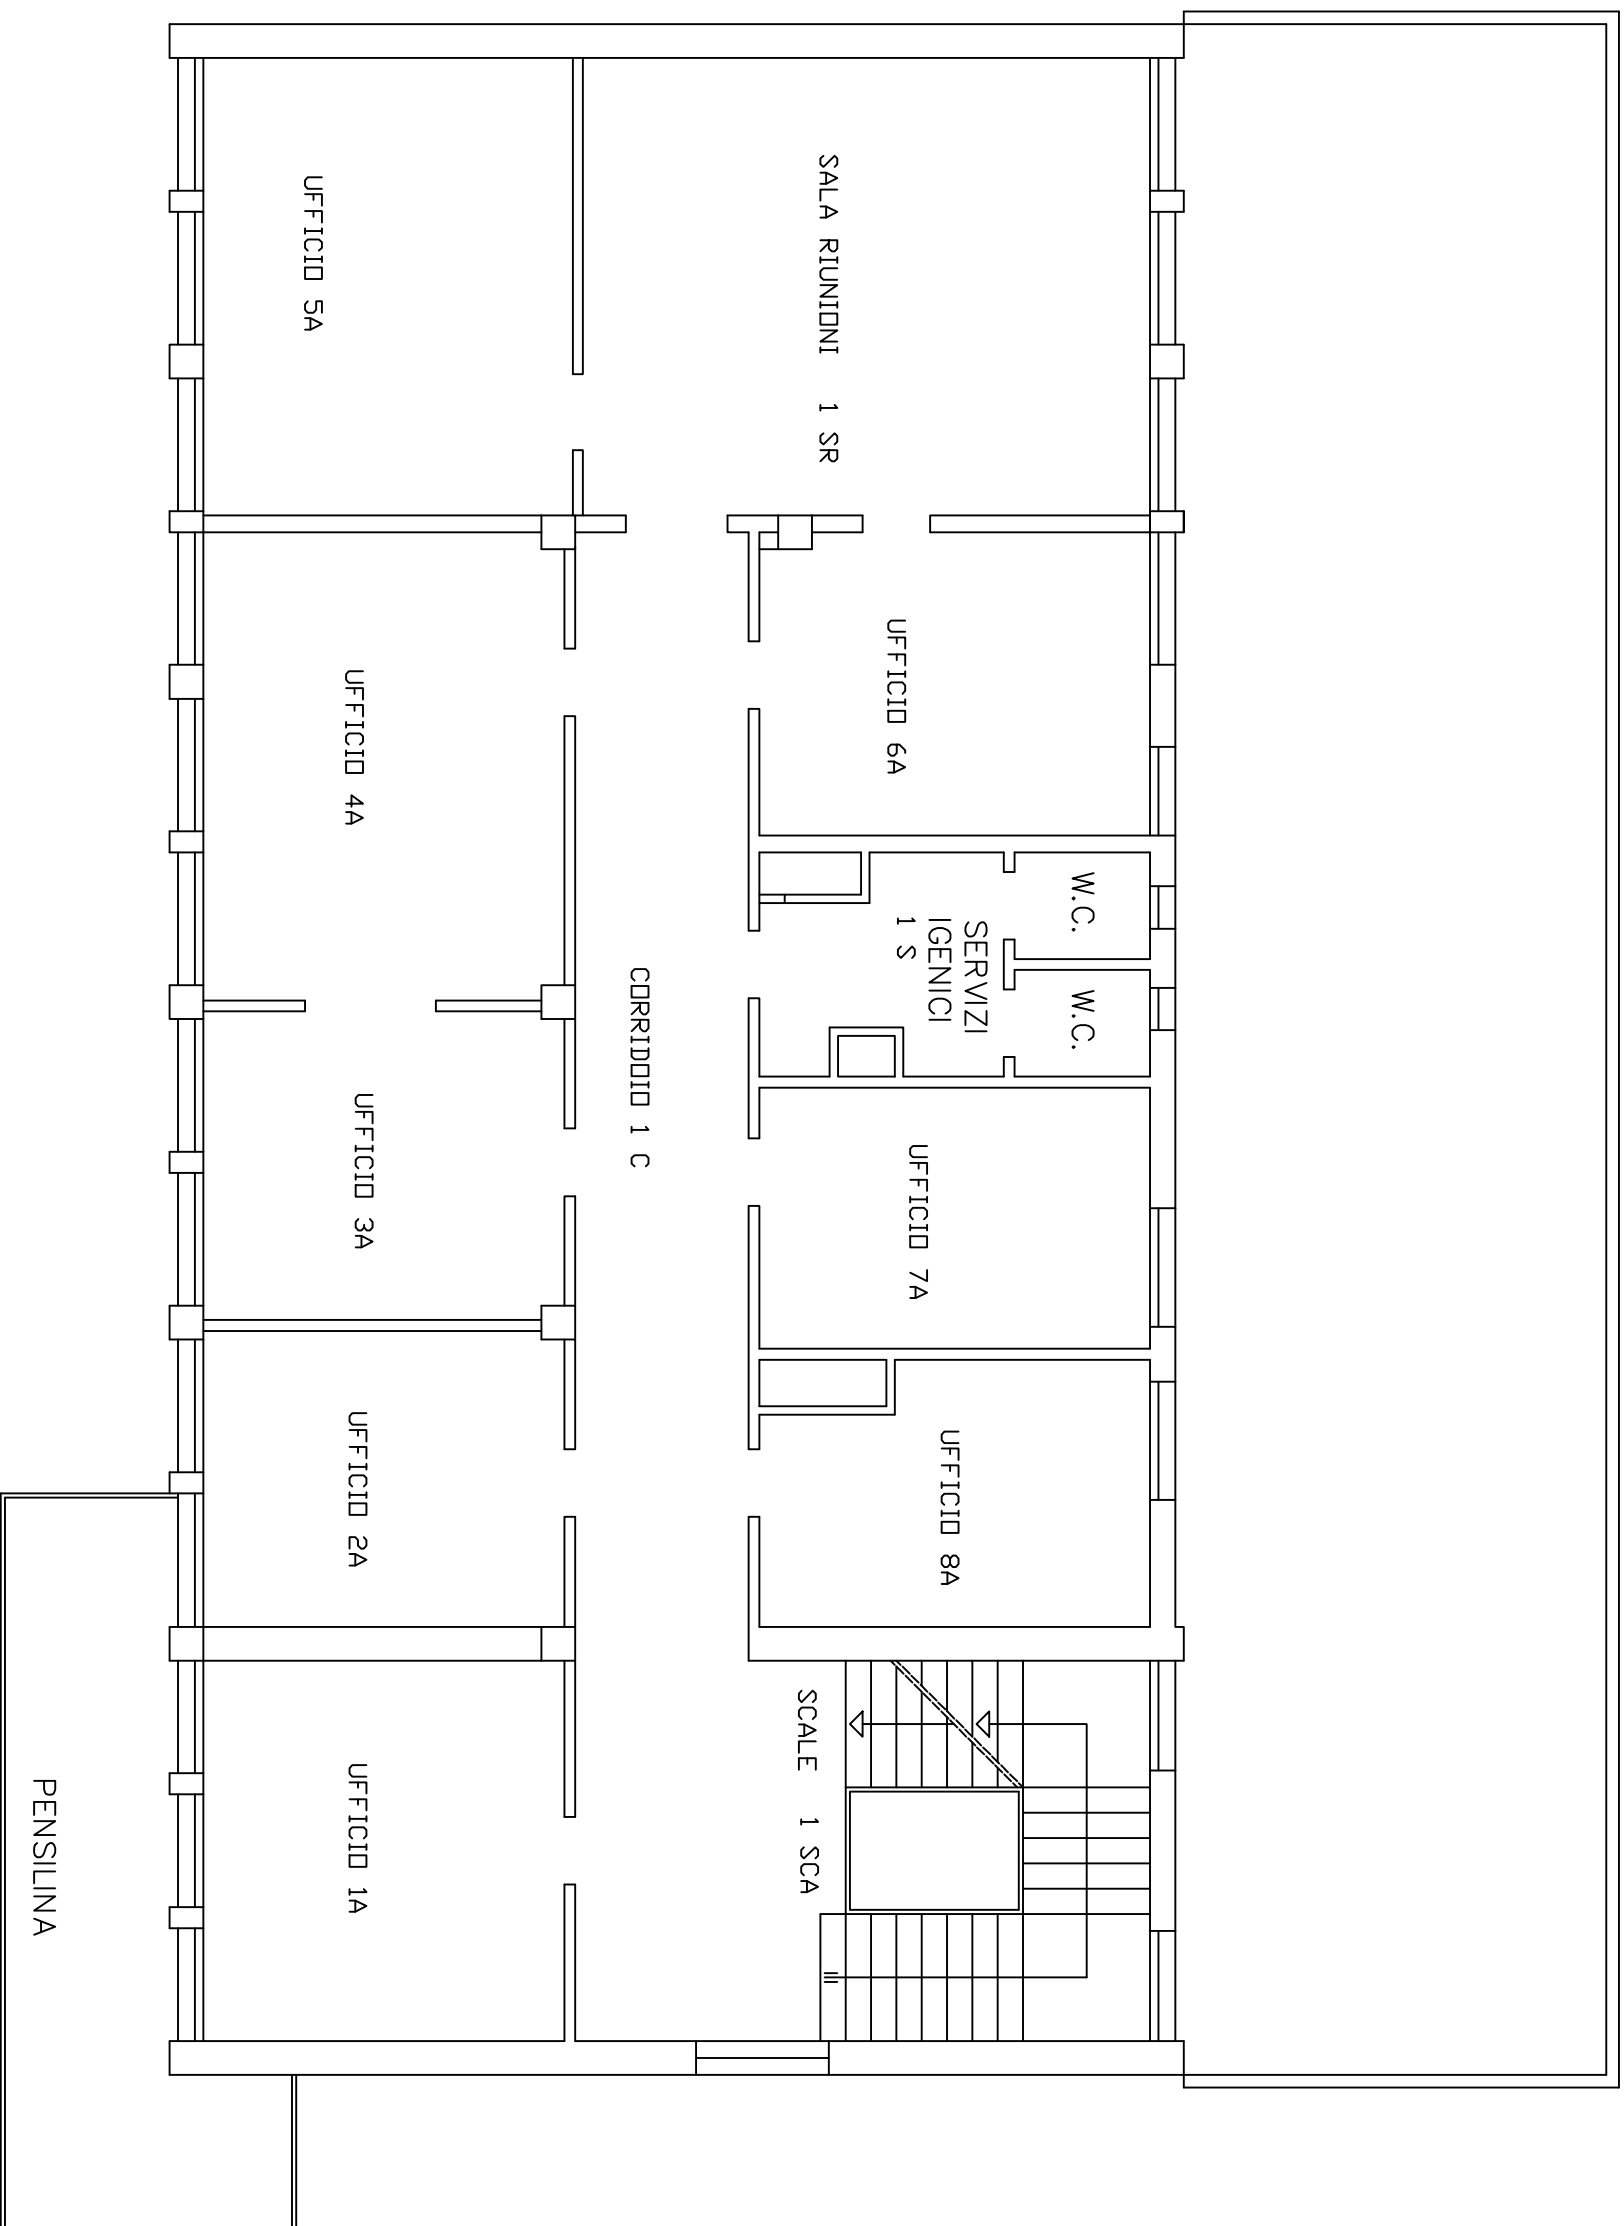 SALA RIUNIONI 1 SR
UFFICIO 5A
UFFICIO 6A
UFFICIO 4A
W.C.
W.C.
SERVIZI
IGENICI
1 S
CORRIDOIO 1 C
UFFICIO 3A
UFFICIO 7A
UFFICIO 2A
UFFICIO 8A
SCALE 1 SCA
UFFICIO 1A
PENSILINA